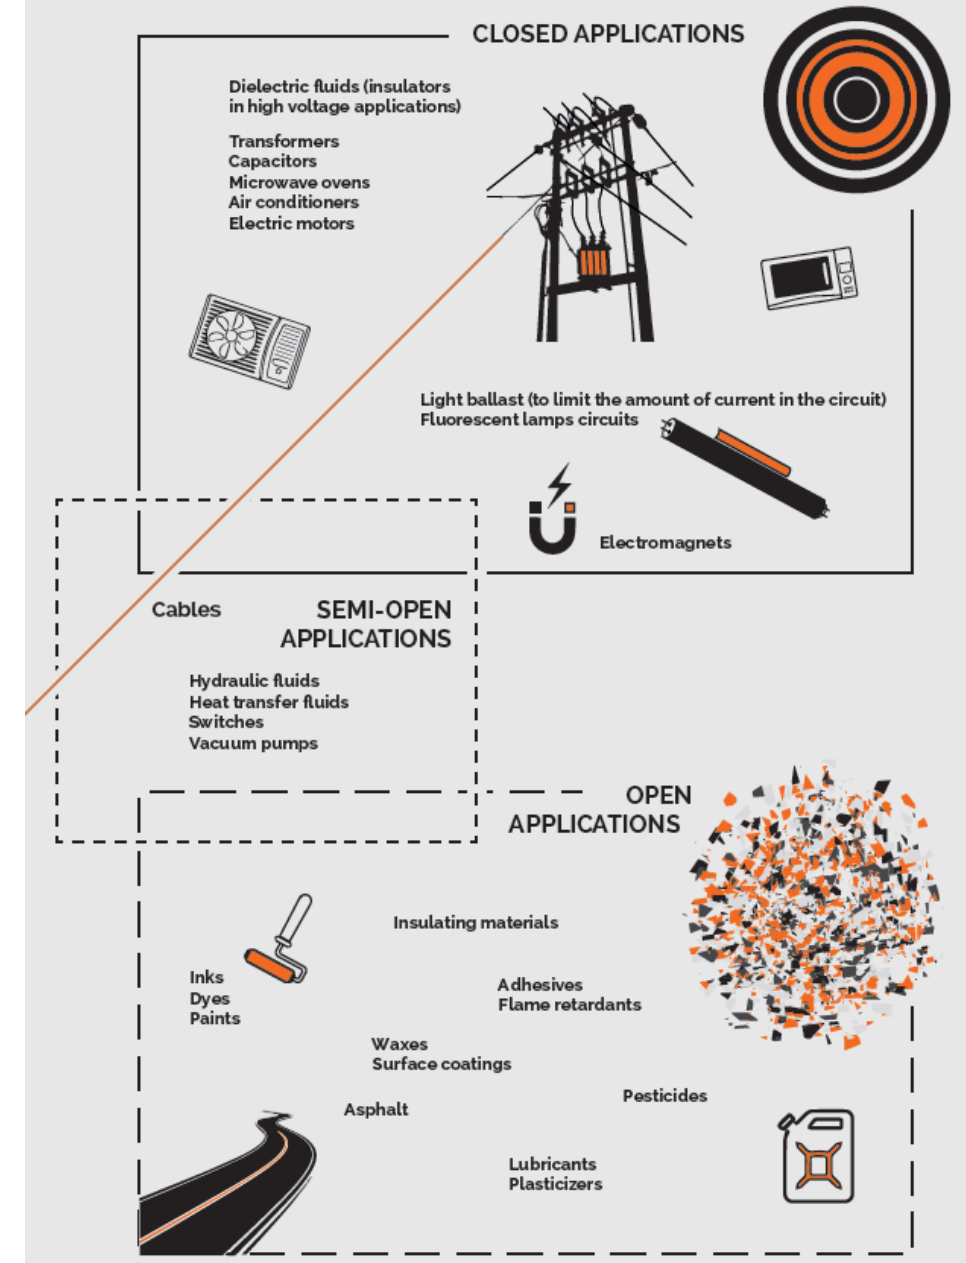 CLOSED APPLICATIONS
Dielectric fluids (insulators
in high voltage applications)
Transformers
Capacitors
Microwave ovens
Air conditioners
Electric motors
Light ballast (to limit the amount of current in the circuit)
Fluorescent lamps circuits
Electromagnets
Cables
SEMI-OPEN
APPLICATIONS
Hydraulic fluids
Heat transfer fluids
Switches
Vacuum pumps
OPEN
APPLICATIONS
Insulating materials
Inks
Dyes
Paints
Adhesives
Flame retardants
Waxes
Surface coatings
Asphalt
Pesticides
Lubricants
Plasticizers